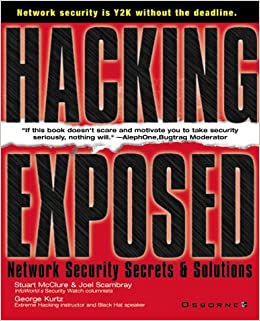 Network security is Y2K without the deadline.
HACKING
"If this book doesn't scare and motivate you to take security
seriously, nothing will." —AlephOne,Bugtraq Moderator
EXPOSED
Network Security Secrets & Solutions
Stuart McClure & Joel Scambray
InfoWorld's Security Watch columnists
George Kurtz
Extreme Hacking instructor and Black Hat speaker
OSBORNE